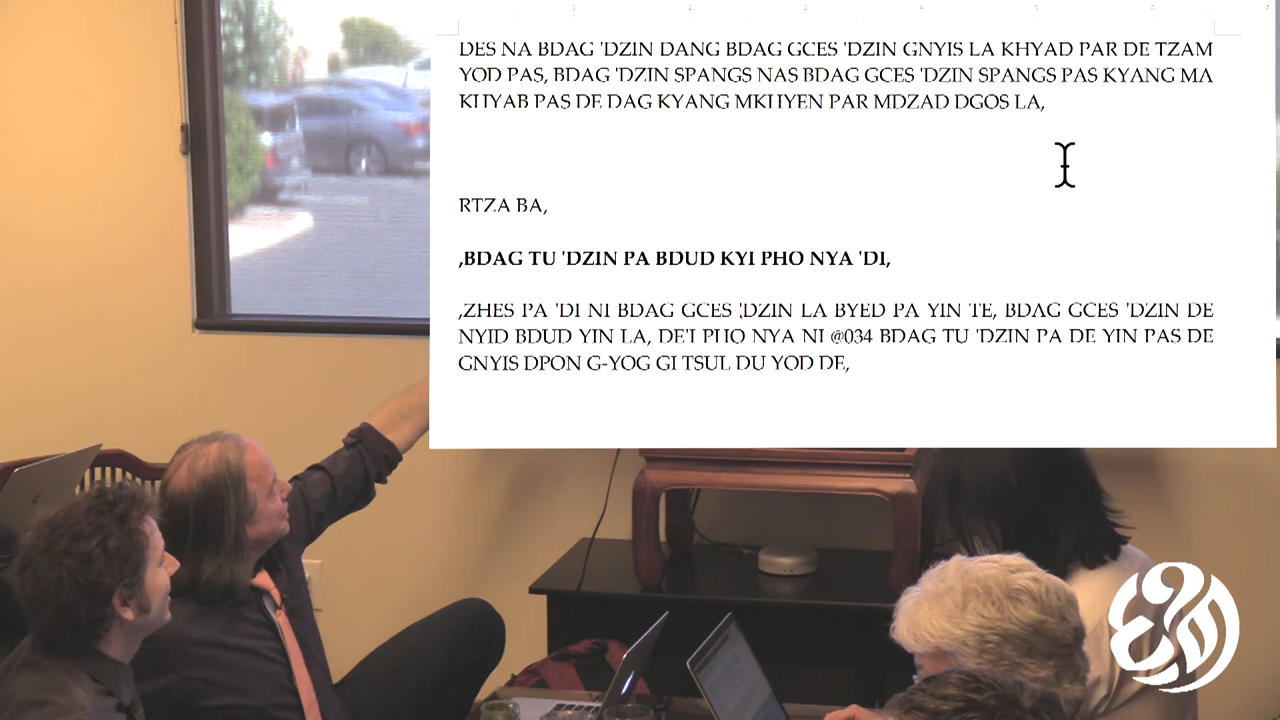 DES NA BDAG 'DZIN DANG BDAG GCES 'DZIN GNYIS LA KHYAD PAR DE TZAM
YOD PAS, BDAG 'DZIN SPANGS NAS BDAG GCES 'DZIN SPANGS PAS KYANG MA
KHYAB PAS DE DAG KYANG MKHYEN PAR MDZAD DGOS LA,
RTZA BA,
,BDAG TU 'DZIN PA BDUD KYI PHO NYA 'DI,
,ZHES PA 'DI NI BDAG GCES 'DZIN LA BYED PA YIN TE, BDAG GCES 'DZIN DE
NYID BDUD YIN LA, DE'I PHO NYA NI @034 BDAG TU 'DZIN PA DE YIN PAS DE
GNYIS DPON G-YOG GI TSUL DU YOD DE,